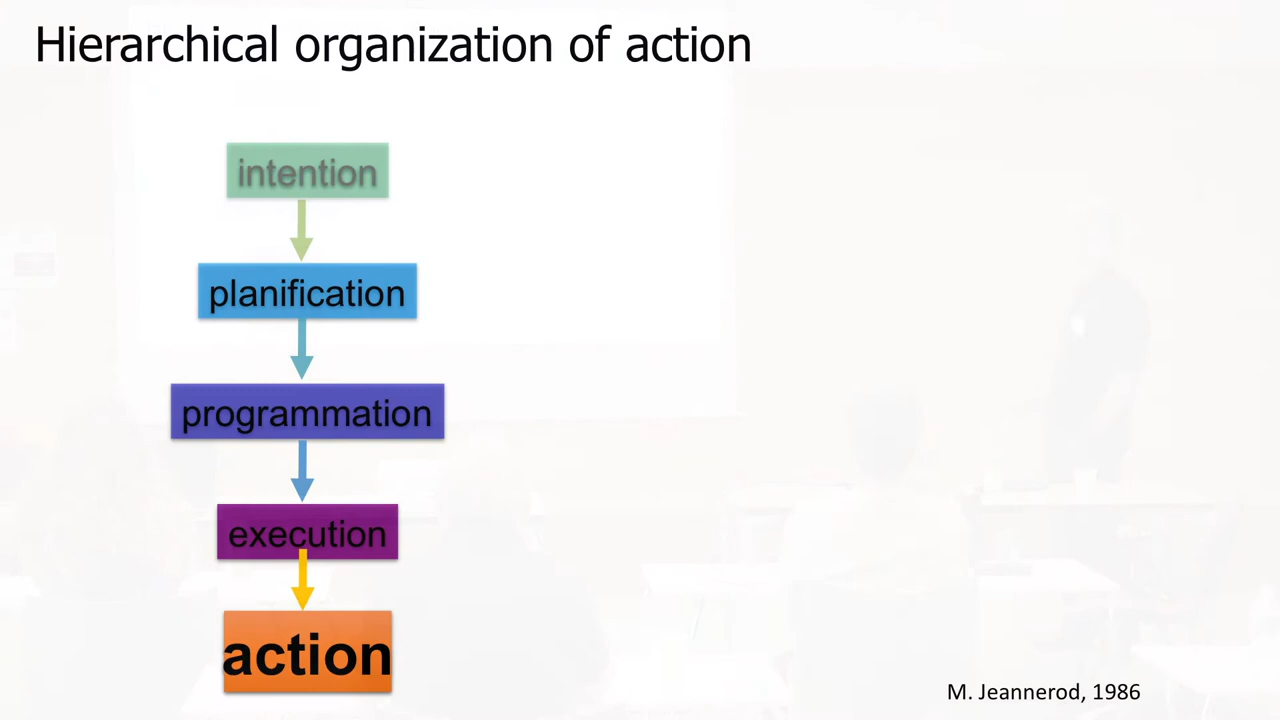 Hierarchical organization of action
intention
planification
programmation
execution
action
M. Jeannerod, 1986